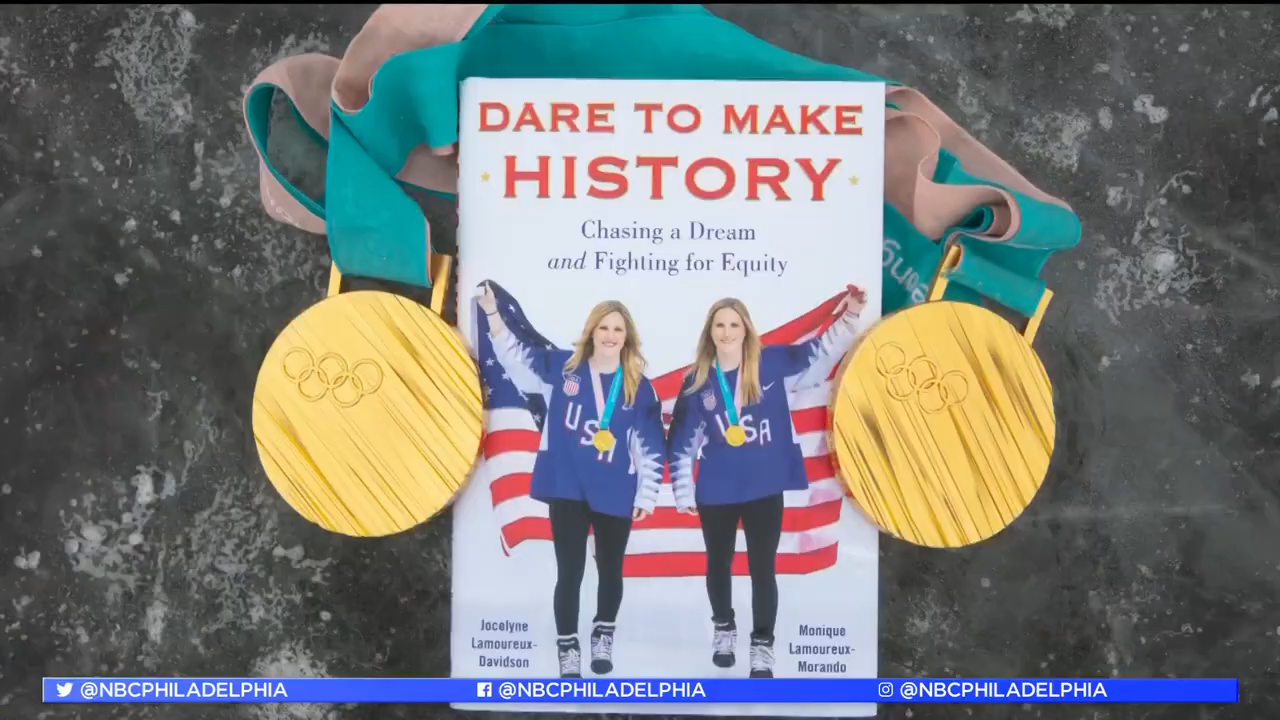 DARE TO MAKE
HISTORY
Chasing a Dream
and Fighting for Equity
USA
USA
Jocelyne
Lamoureux-
Davidson
Monique
Lamoureux-
Morando
@NBCPHILADELPHIA
@NBCPHILADELPHIA
@NBCPHILADELPHIA